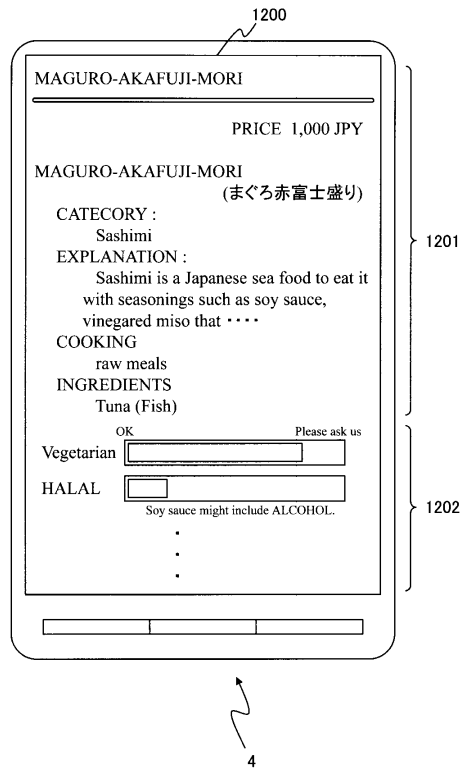 1200
MAGURO-AKAFUJI-MORI
PRICE 1,000 JPY
MAGURO-AKAFUJI-MORI
(まぐろ赤富士盛り)
CATECORY :
Sashimi
EXPLANATION :
Sashimi is a Japanese sea food to eat it
with seasonings such as soy sauce,
vinegared miso that ････
COOKING
raw meals
INGREDIENTS
Tuna (Fish)
1201
OK Please ask us
Vegetarian
HALAL
Soy sauce might include ALCOHOL.
1202
4